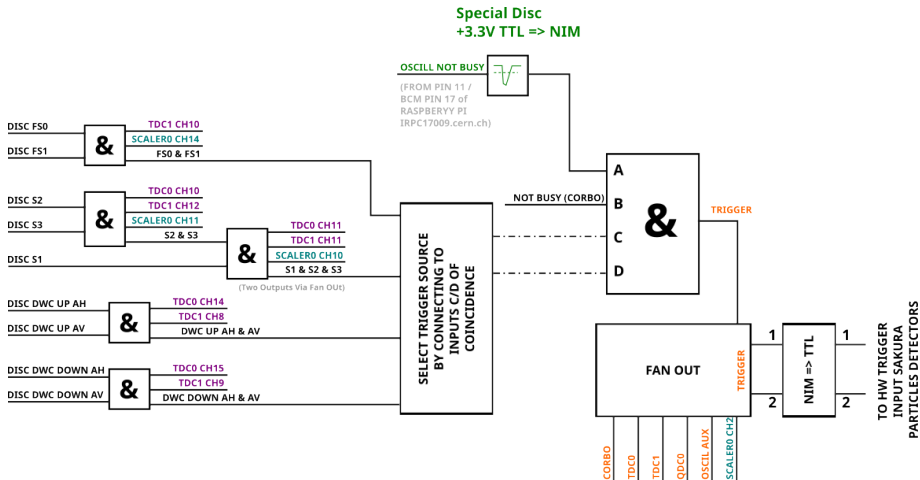 Special Disc
+3.3V TTL => NIM
OSCILL NOT BUSY
(FROM PIN 11 /
BCM PIN 17 of
RASPBERYY PI
IRPC17009.cern.ch)
DISC FS0
DISC FS1
&
TDC1 CH10
SCALER0 CH14
FS0 & FS1
DISC S2
DISC S3
&
TDC0 CH10
TDC1 CH12
SCALER0 CH11
S2 & S3
DISC S1
&
TDC0 CH11
TDC1 CH11
SCALER0 CH10
S1 & S2 & S3
(Two Outputs Via Fan OUt)
DISC DWC UP AH
DISC DWC UP AV
&
TDC0 CH14
TDC1 CH8
DWC UP AH & AV
DISC DWC DOWN AH
DISC DWC DOWN AV
&
TDC0 CH15
TDC1 CH9
DWC DOWN AH & AV
SELECT TRIGGER SOURCE
BY CONNECTING TO
INPUTS C/D OF
COINCIDENCE
NOT BUSY (CORBO)
A
B
C
D
&
TRIGGER
FAN OUT
TRIGGER
1
2
NIM => TTL
1
2
TO HW TRIGGER
INPUT SAKURA
PARTICLES DETECTORS
CORBO
TDC0
TDC1
QDC0
OSCIL AUX
SCALER0 CH2